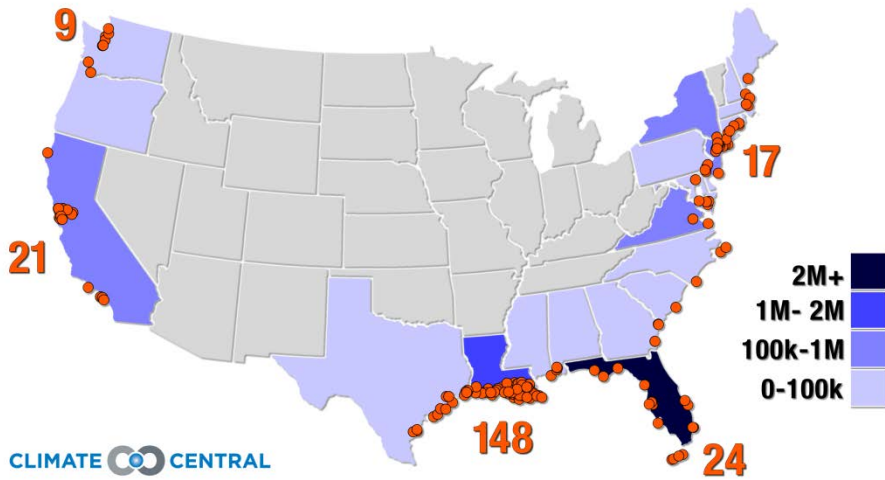 9
17
21
2M+
1M- 2M
100k-1M
0-100k
148
24
CLIMATE CENTRAL